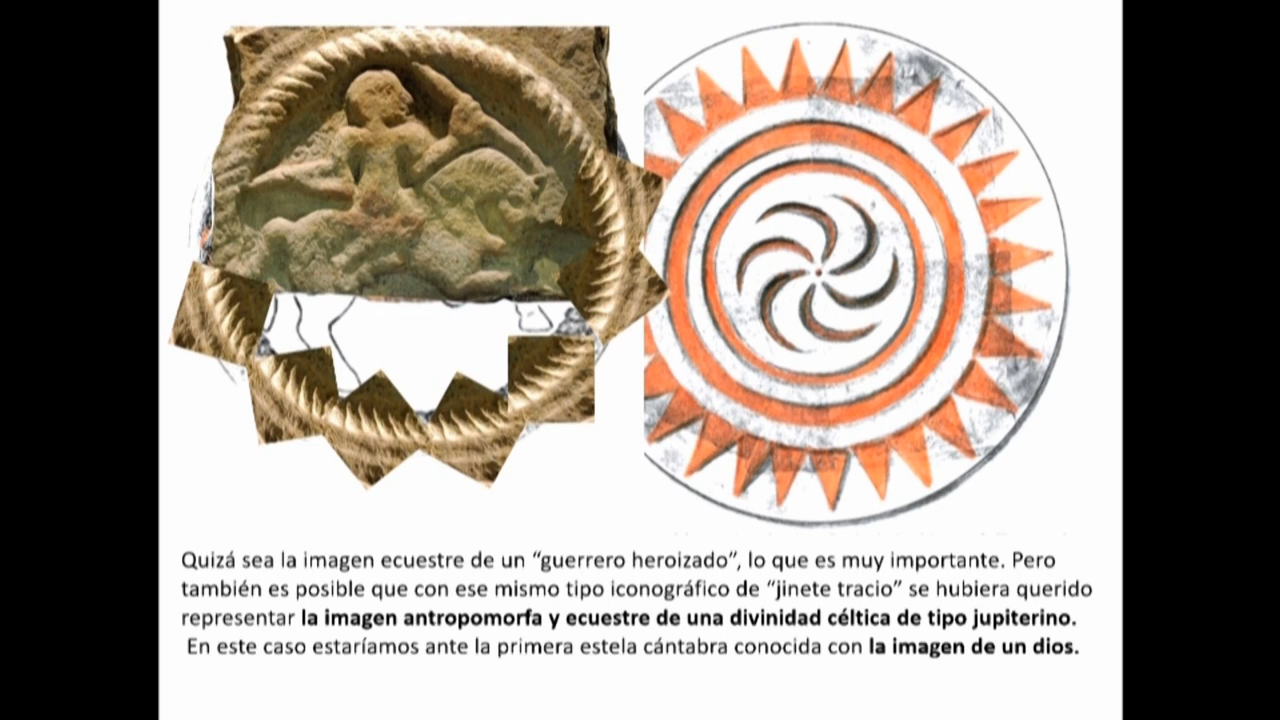 Quizá sea la imagen ecuestre de un “guerrero heroizado”, lo que es muy importante. Pero
también es posible que con ese mismo tipo iconográfico de “jinete tracio” se hubiera querido
representar la imagen antropomorfa y ecuestre de una divinidad céltica de tipo jupiterino.
En este caso estaríamos ante la primera estela cántabra conocida con la imagen de un dios.